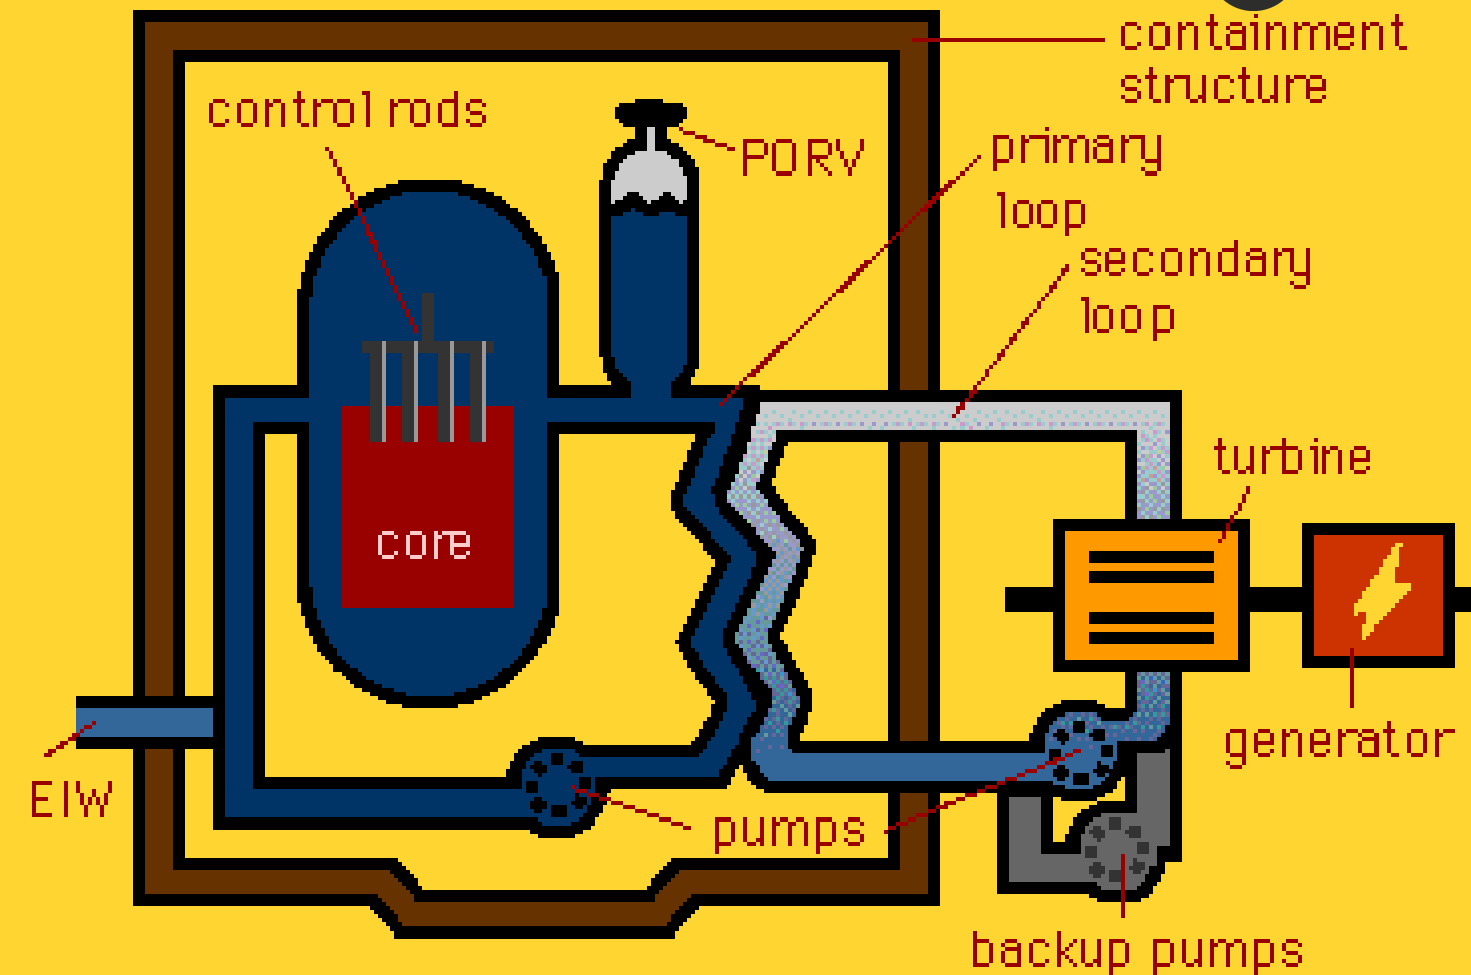 containment
structure
control rods
PORV
primary
loop
secondary
loop
turbine
core
generator
EIW
pumps
backup pumps